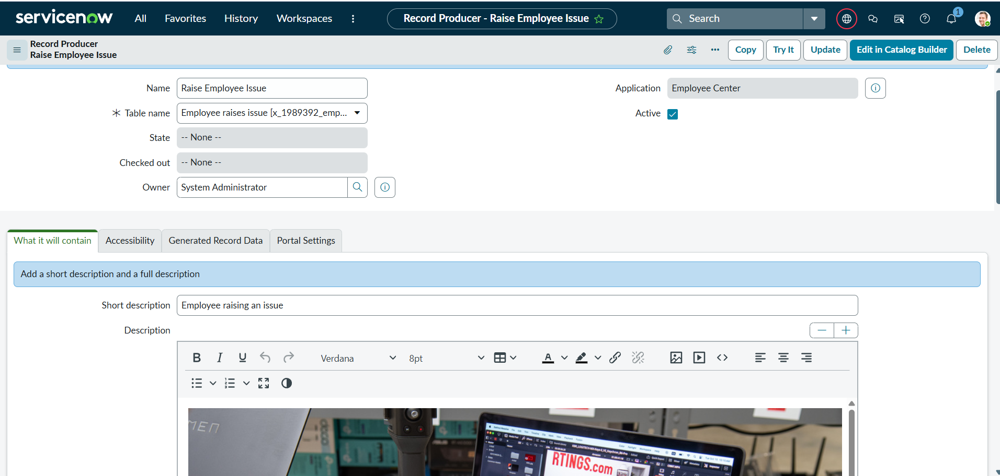 servicenow All Favorites History Workspaces Record Producer - Raise Employee Issue Search 1
Record Producer
Raise Employee Issue
Copy Try It Update Edit in Catalog Builder Delete
Name Raise Employee Issue
Application Employee Center
Table name Employee raises issue [x_1989392_emp...
Active
State -- None --
Checked out -- None --
Owner System Administrator
What it will contain Accessibility Generated Record Data Portal Settings
Add a short description and a full description
Short description Employee raising an issue
Description
B I U Verdana 8pt A
RTINGS.com